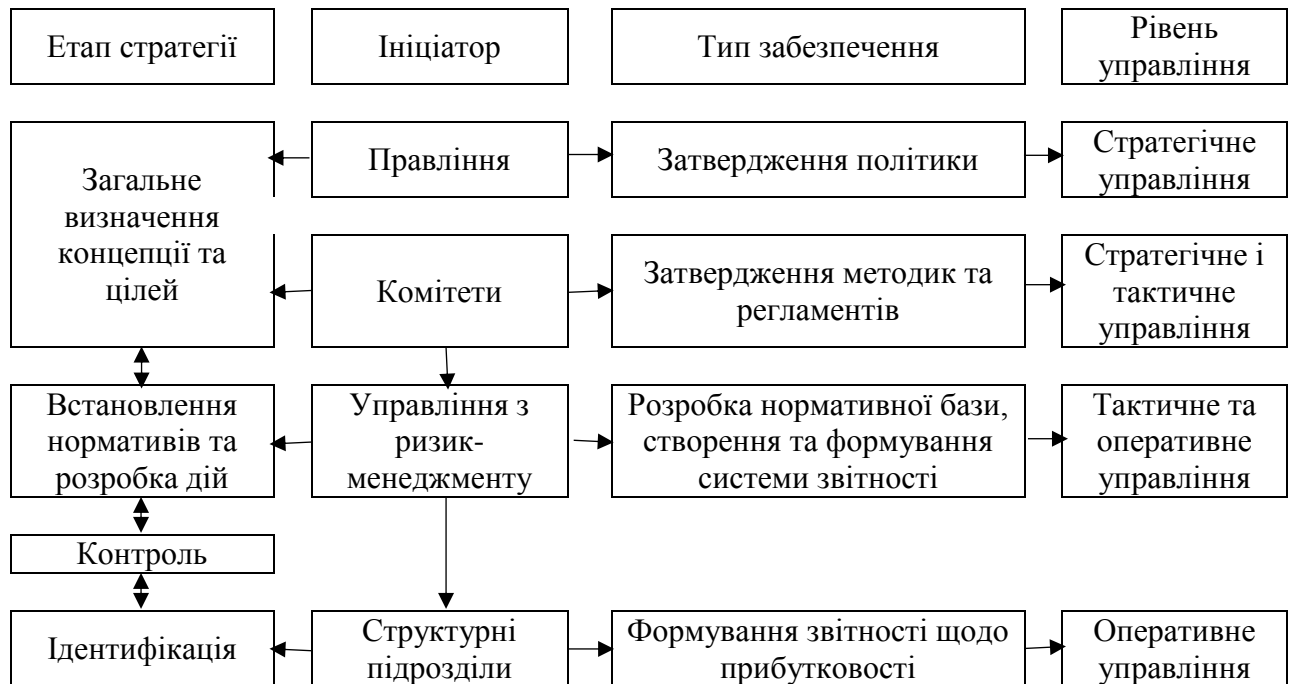 Етап стратегії
Ініціатор
Тип забезпечення
Рівень
управління
Загальне
визначення
концепції та
цілей
Правління
Затвердження політики
Стратегічне
управління
Комітети
Затвердження методик та
регламентів
Стратегічне і
тактичне
управління
Встановлення
нормативів та
розробка дій
Управління з
ризик-
менеджменту
Розробка нормативної бази,
створення та формування
системи звітності
Тактичне та
оперативне
управління
Контроль
Ідентифікація
Структурні
підрозділи
Формування звітності щодо
прибутковості
Оперативне
управління